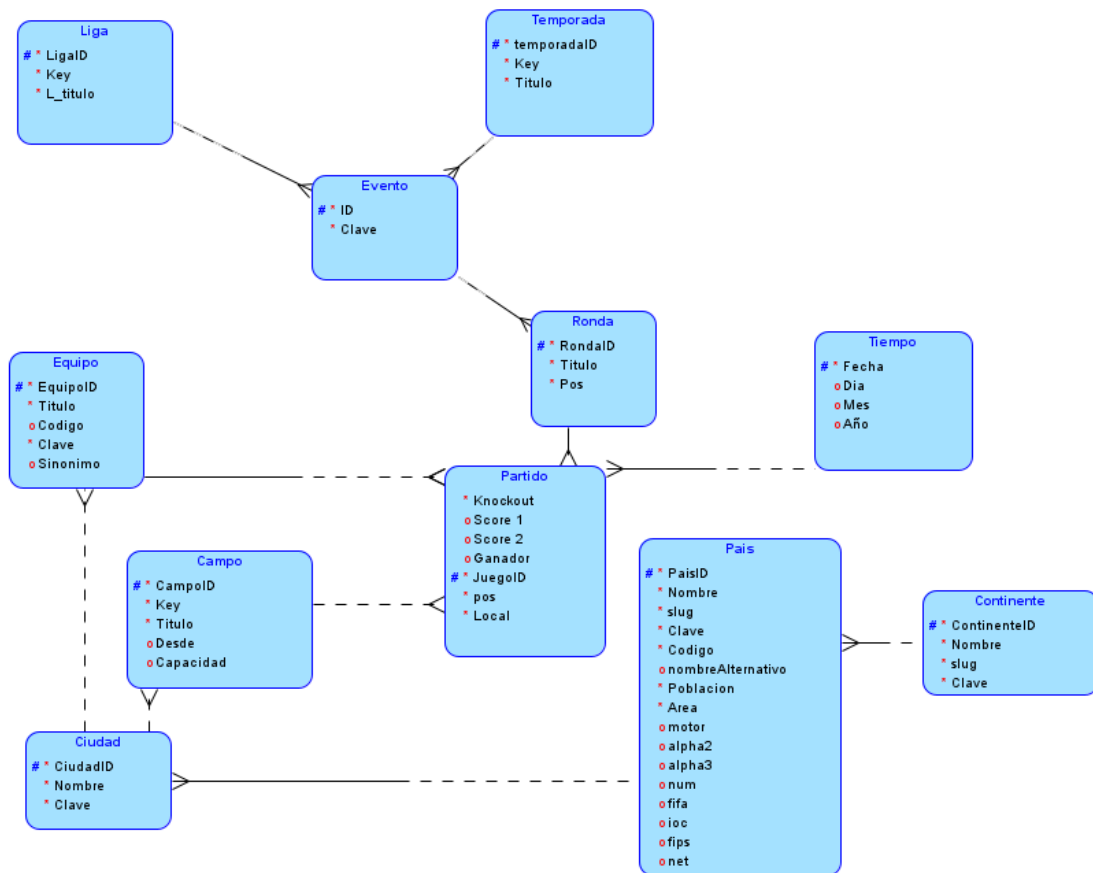 Liga
# * LigaID
* Key
* L_titulo
Temporada
# * temporadaID
* Key
* Titulo
Evento
# * ID
* Clave
Ronda
# * RondaID
* Titulo
* Pos
Tiempo
# * Fecha
o Dia
o Mes
o Año
Equipo
# * EquipoID
* Titulo
o Codigo
* Clave
o Sinonimo
Partido
* Knockout
o Score 1
o Score 2
o Ganador
# * JuegoID
* pos
* Local
Campo
# * CampoID
* Key
* Titulo
o Desde
o Capacidad
Pais
# * PaisID
* Nombre
* slug
* Clave
* Codigo
o nombreAlternativo
* Poblacion
* Area
o motor
o alpha2
o alpha3
o num
o fifa
o ioc
o fips
o net
Continente
# * ContinenteID
* Nombre
* slug
* Clave
Ciudad
# * CiudadID
* Nombre
* Clave